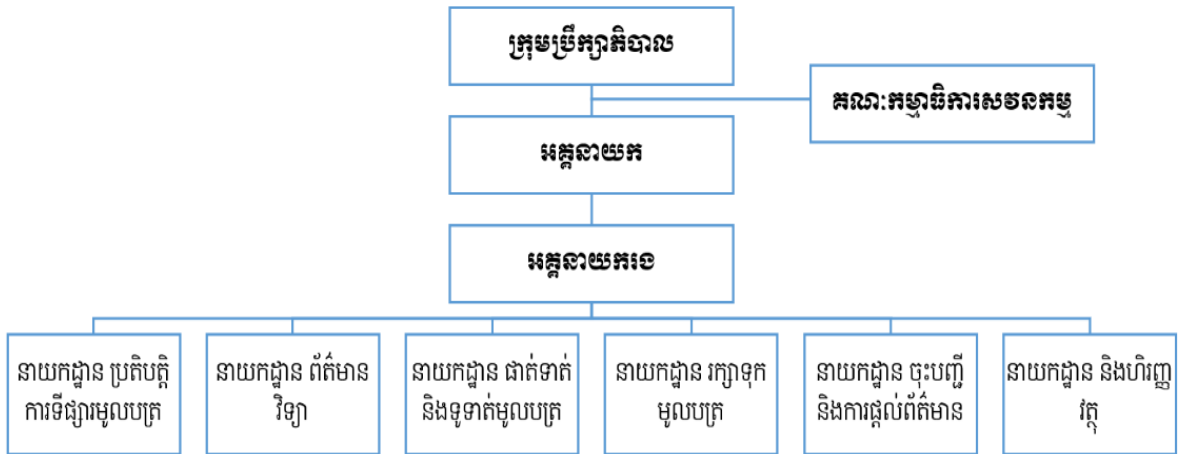 ក្រុមប្រឹក្សាភិបាល
គណៈកម្មាធិការសវនកម្ម
អគ្គនាយក
អគ្គនាយករង
នាយកដ្ឋាន ប្រតិបត្តិ
ការទីផ្សារមូលបត្រ
នាយកដ្ឋាន ព័ត៌មាន
វិទ្យា
នាយកដ្ឋាន ផាត់ទាត់
និងទូទាត់មូលបត្រ
នាយកដ្ឋាន រក្សាទុក
មូលបត្រ
នាយកដ្ឋាន ចុះបញ្ជី
និងការផ្តល់ព័ត៌មាន
នាយកដ្ឋាន និងហិរញ្ញ
វត្ថុ